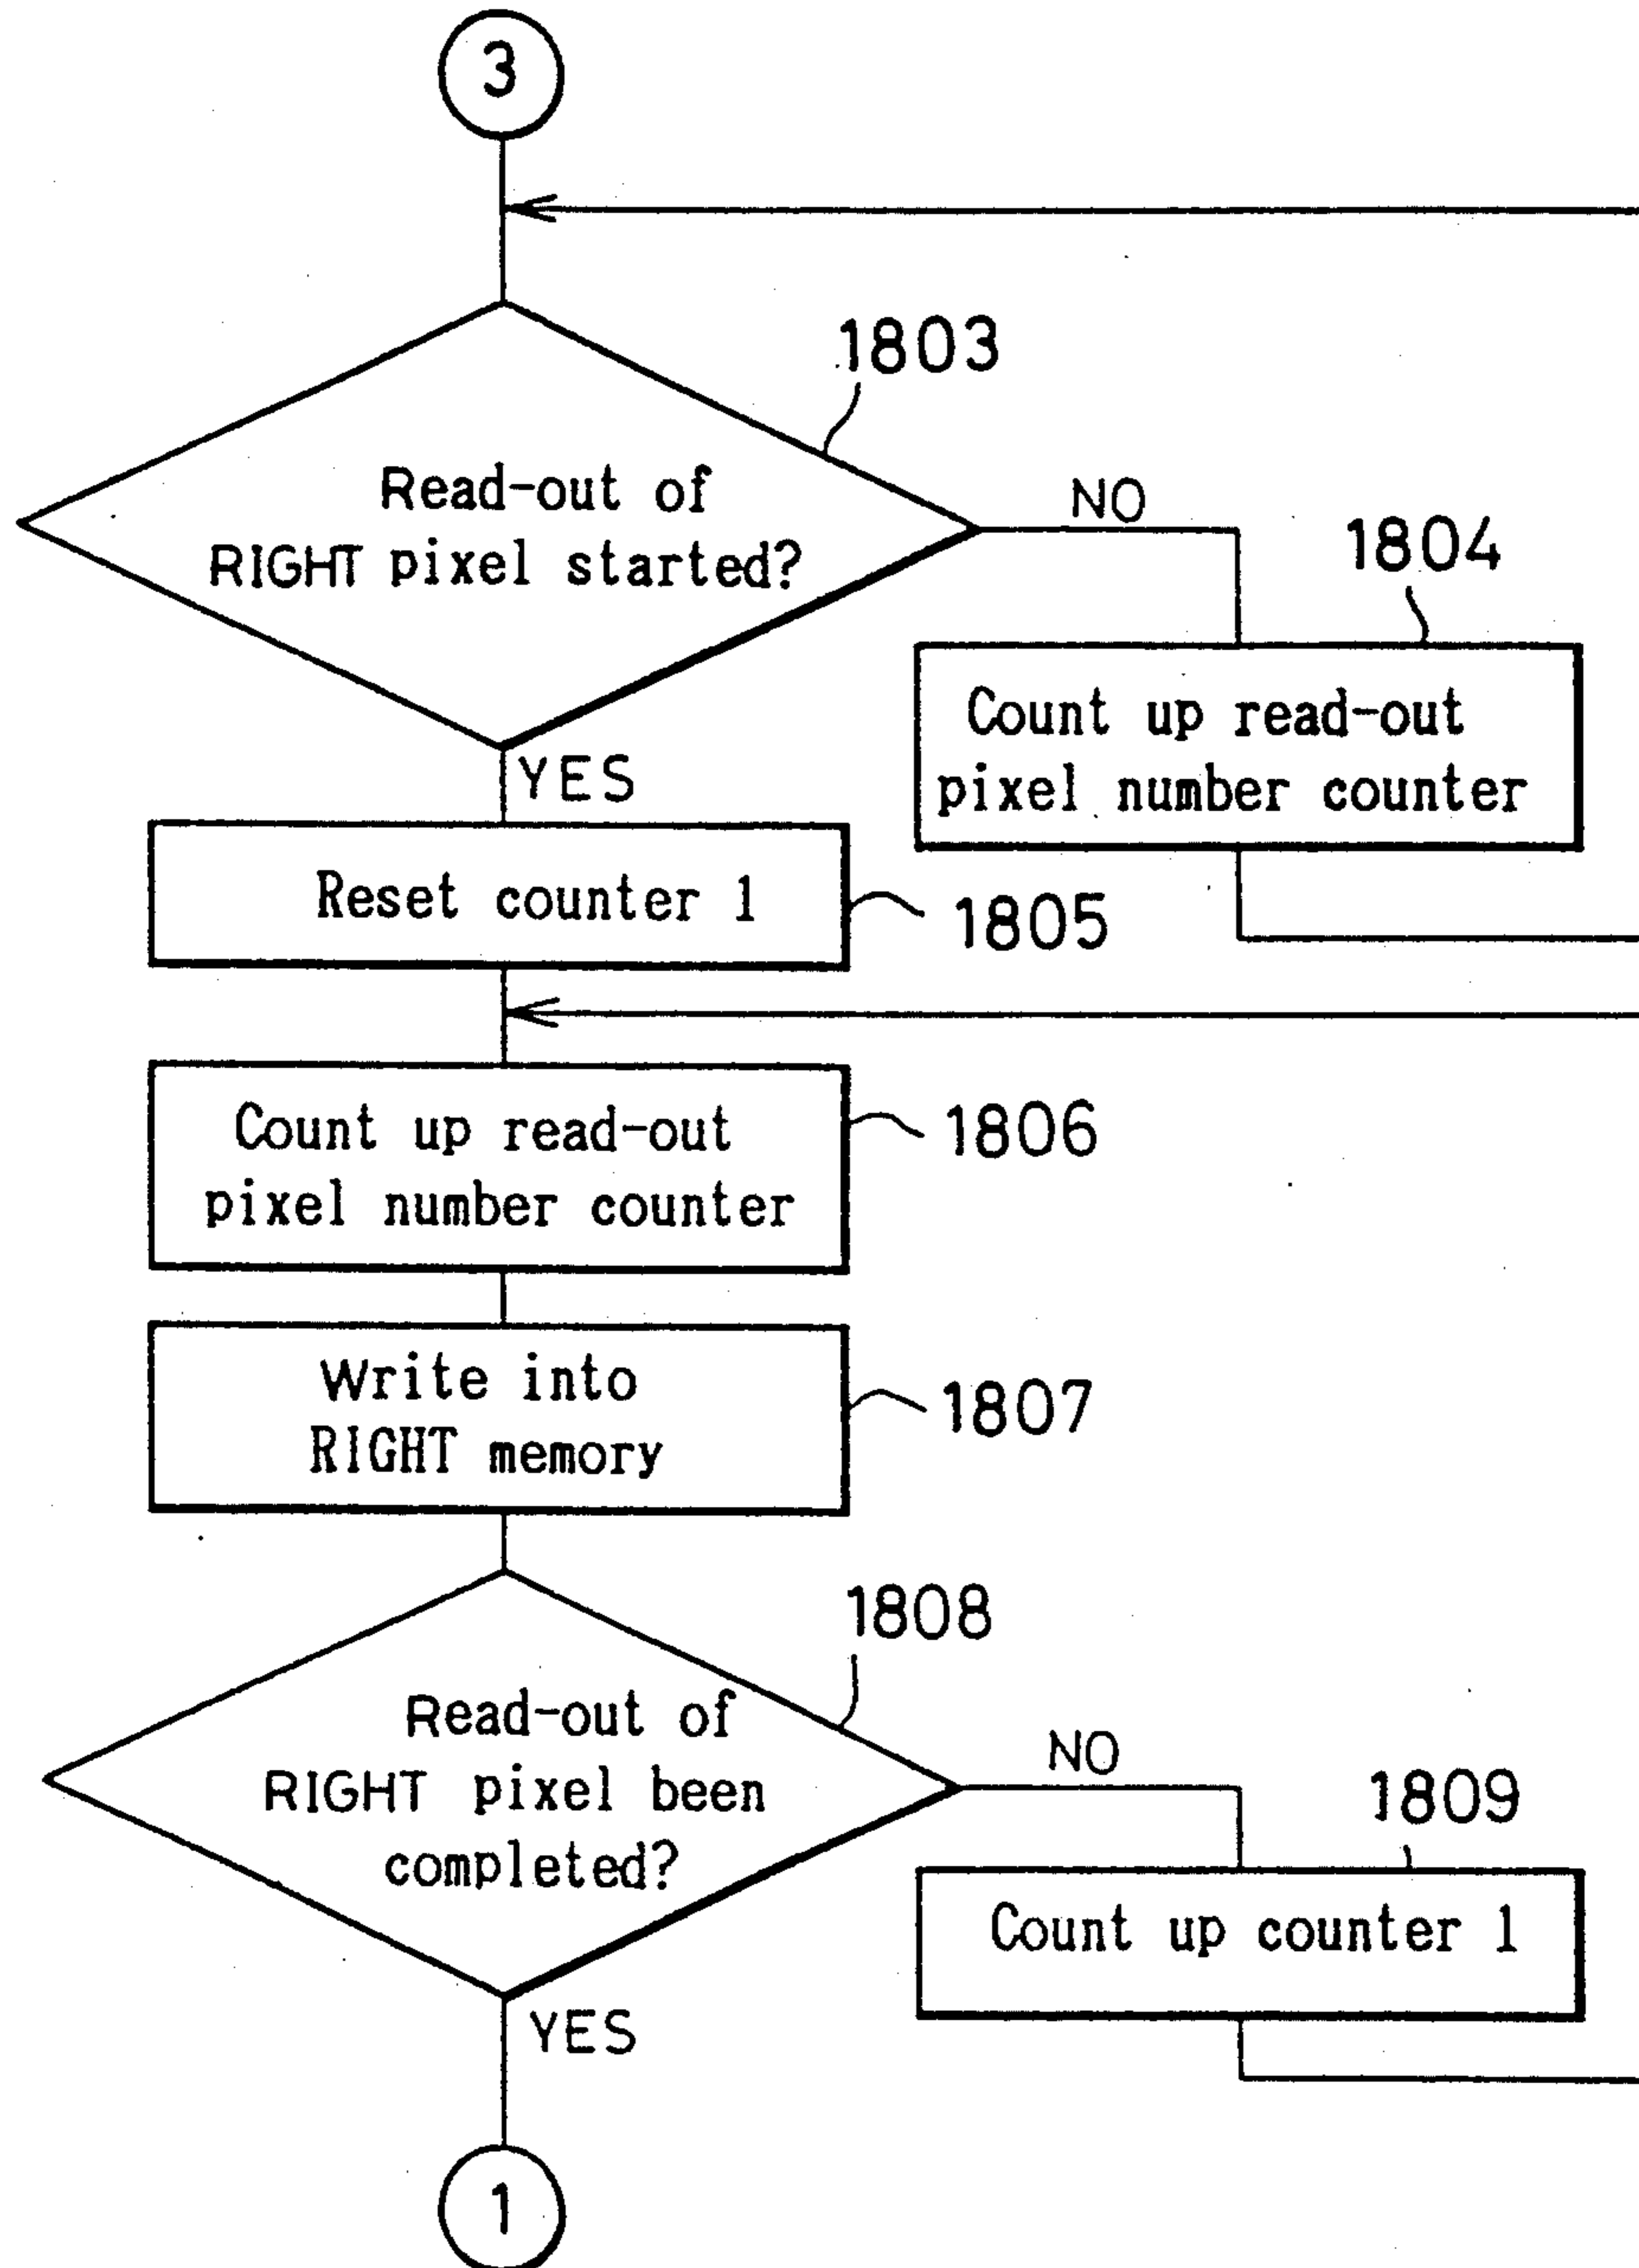 3
1803
Read-out of
RIGHT pixel started?
NO
1804
Count up read-out
pixel number counter
YES
Reset counter 1
1805
Count up read-out
pixel number counter
1806
Write into
RIGHT memory
1807
1808
Read-out of
RIGHT pixel been
completed?
NO
1809
Count up counter 1
YES
1